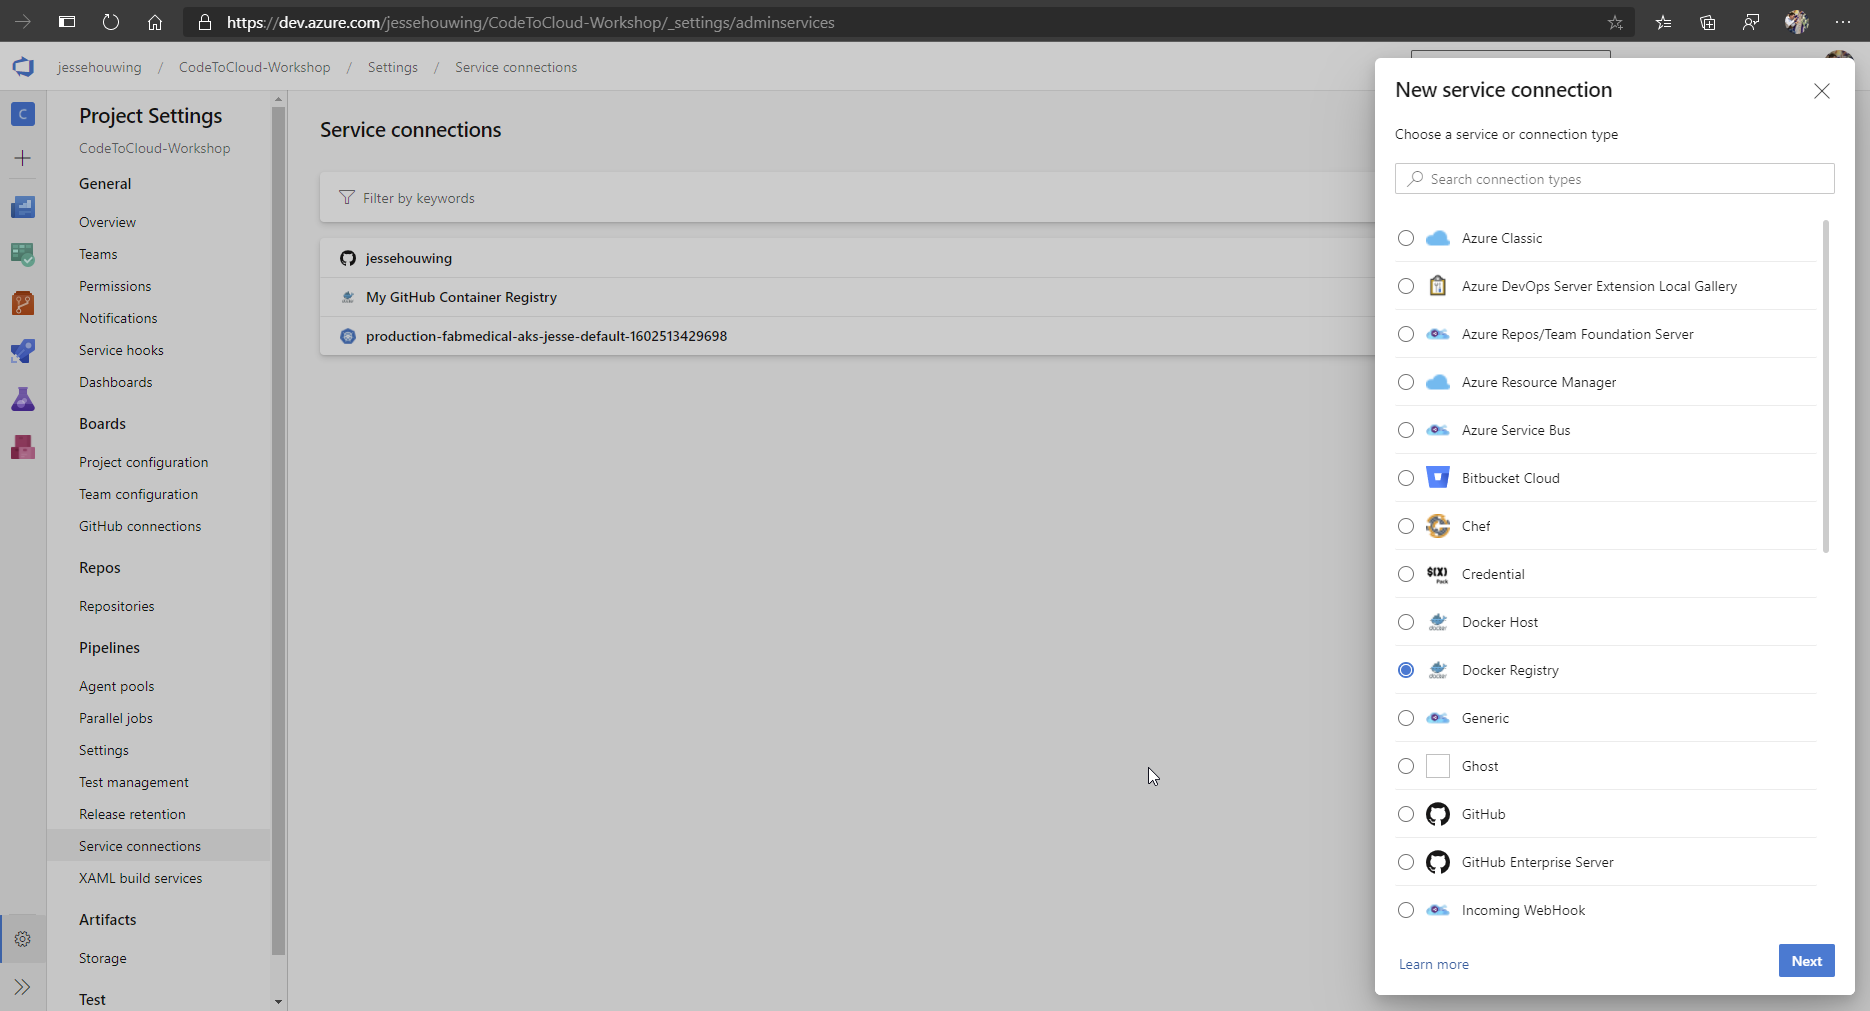 https://dev.azure.com/jessehouwing/CodeToCloud-Workshop/_settings/adminservices
jessehouwing / CodeToCloud-Workshop / Settings / Service connections
C
Project Settings
CodeToCloud-Workshop
General
Overview
Teams
Permissions
Notifications
Service hooks
Dashboards
Boards
Project configuration
Team configuration
GitHub connections
Repos
Repositories
Pipelines
Agent pools
Parallel jobs
Settings
Test management
Release retention
Service connections
XAML build services
Artifacts
Storage
Test
Service connections
Filter by keywords
jessehouwing
My GitHub Container Registry
production-fabmedical-aks-jesse-default-1602513429698
New service connection
Choose a service or connection type
Search connection types
Azure Classic
Azure DevOps Server Extension Local Gallery
Azure Repos/Team Foundation Server
Azure Resource Manager
Azure Service Bus
Bitbucket Cloud
Chef
$(X) Pack Credential
docker Docker Host
docker Docker Registry
Generic
Ghost
GitHub
GitHub Enterprise Server
Incoming WebHook
Learn more
Next